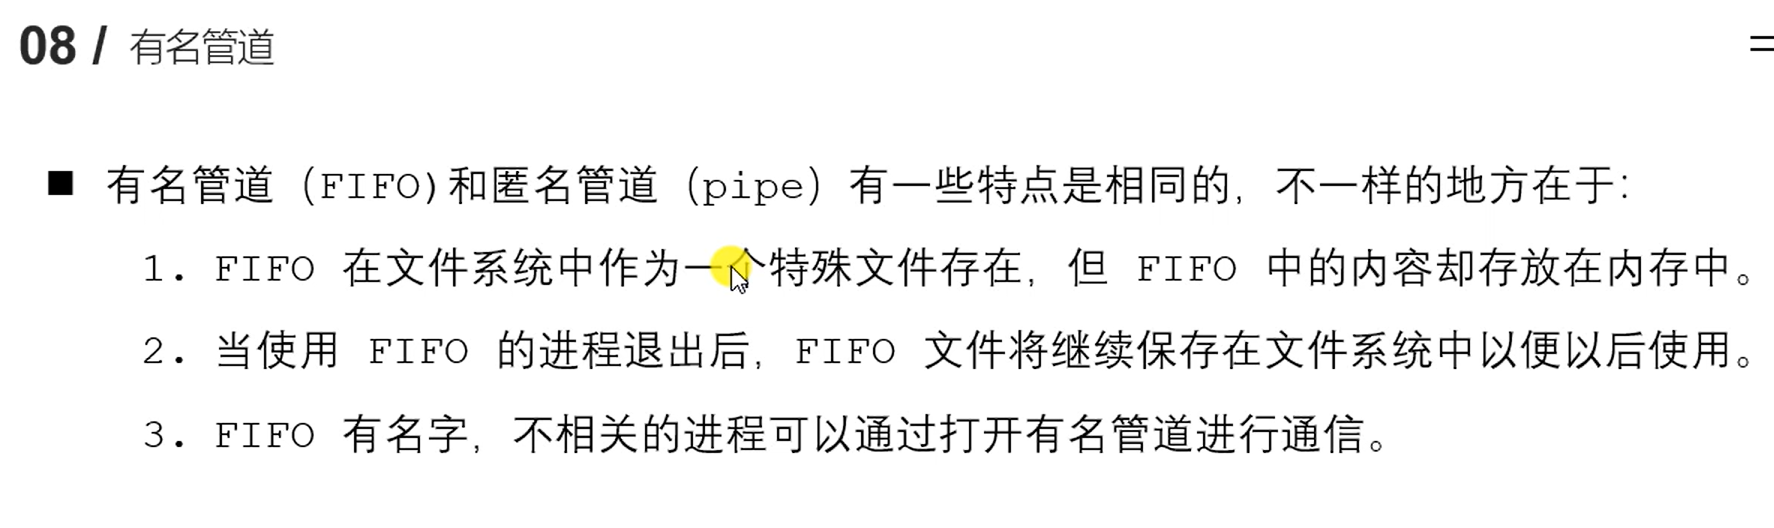 08 / 有名管道
■ 有名管道（FIFO)和匿名管道（pipe）有一些特点是相同的，不一样的地方在于：
1. FIFO 在文件系统中作为一个特殊文件存在，但 FIFO 中的内容却存放在内存中。
2. 当使用 FIFO 的进程退出后，FIFO 文件将继续保存在文件系统中以便以后使用。
3. FIFO 有名字，不相关的进程可以通过打开有名管道进行通信。